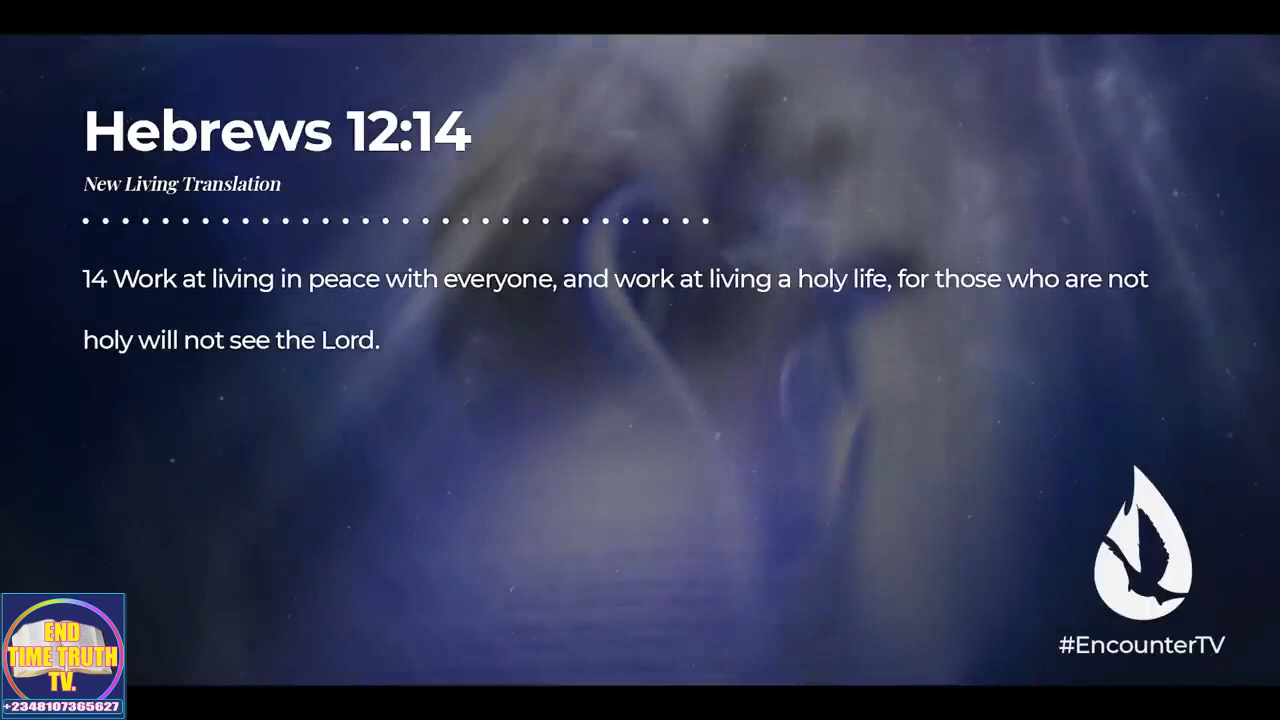 Hebrews 12:14
New Living Translation
14 Work at living in peace with everyone, and work at living a holy life, for those who are not
holy will not see the Lord.
#EncounterTV
END
TIME TRUTH
TV.
+2348107365627